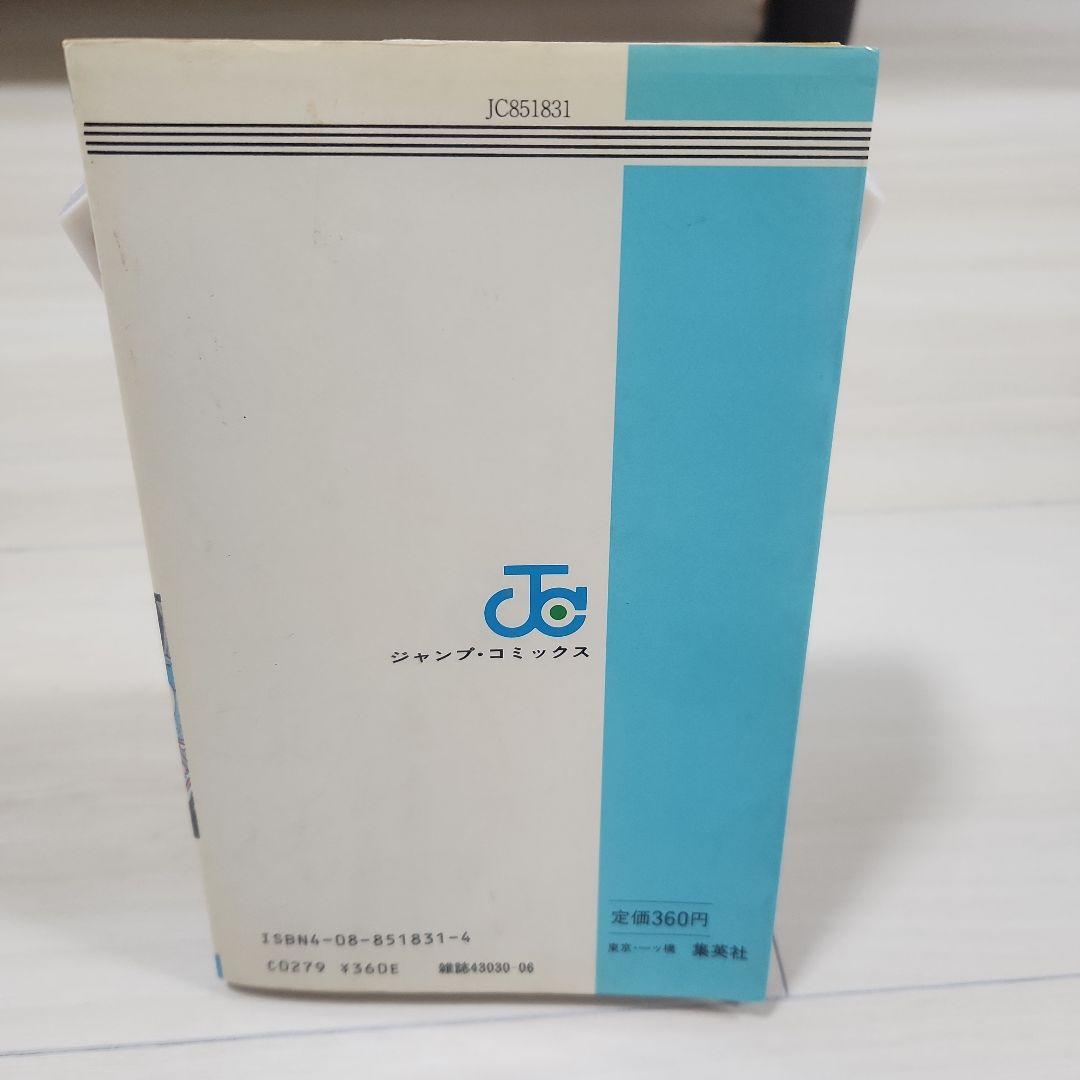 JC851831
JC
ジャンプ・コミックス
定価360円
東京・一ツ橋 集英社
ISBN4-08-851831-4
C0279 ¥360E 雑誌43030-06